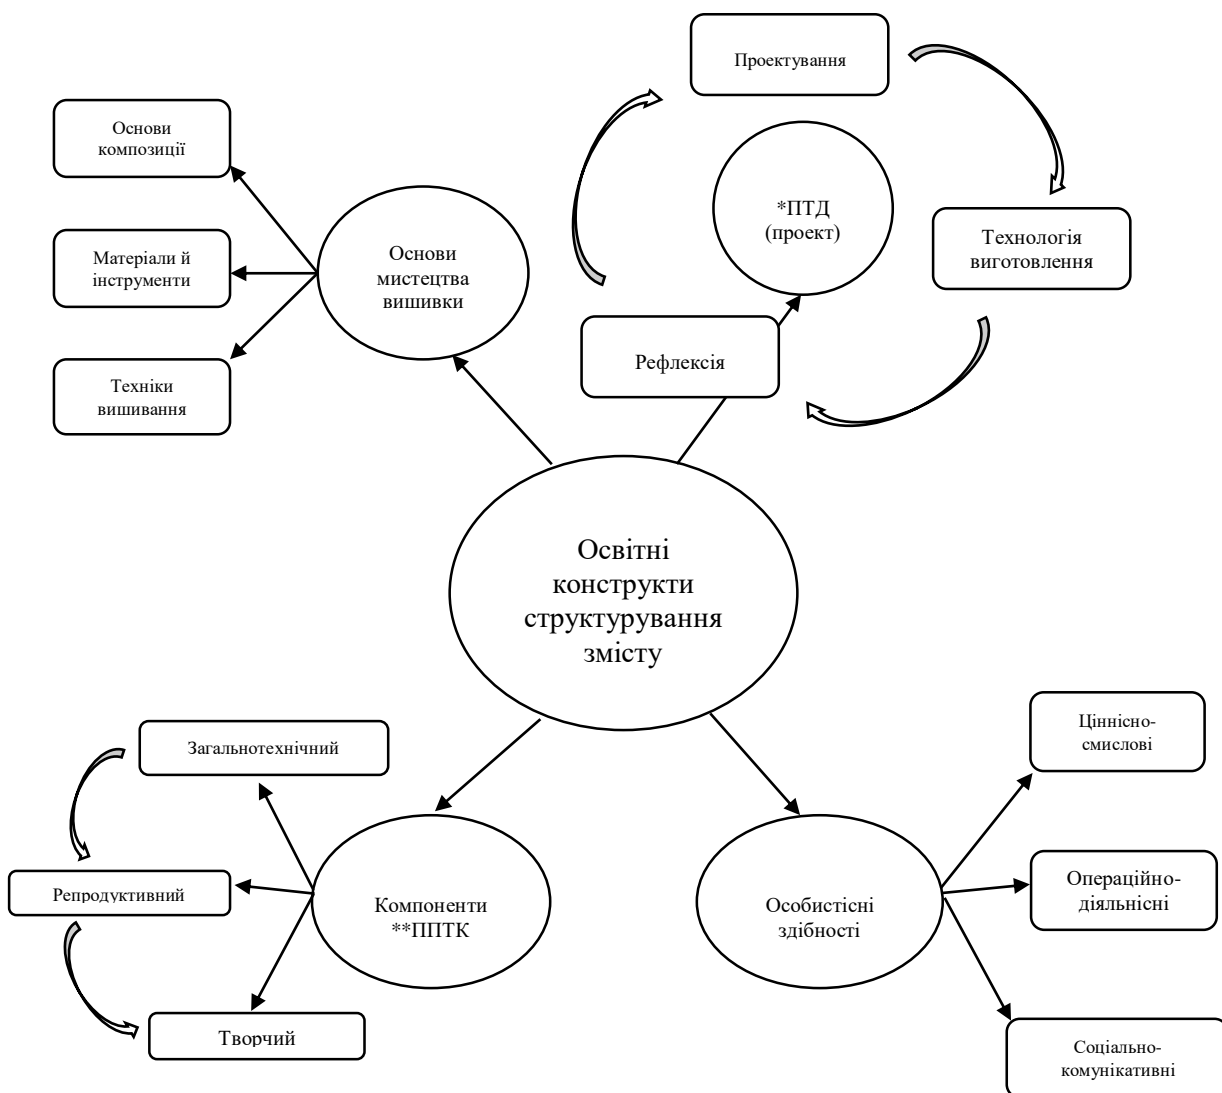 Проектування
Основи
композиції
*ПТД
(проект)
Матеріали й
інструменти
Основи
мистецтва
вишивки
Технологія
виготовлення
Рефлексія
Техніки
вишивання
Освітні
конструкти
структурування
змісту
Загальнотехнічний
Ціннісно-
смислові
Репродуктивний
Компоненти
**ППТК
Особистісні
здібності
Операційно-
діяльнісні
Творчий
Соціально-
комунікативні